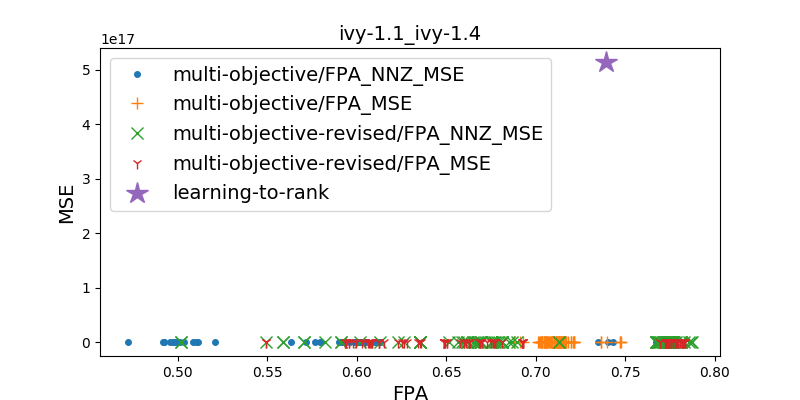 ivy-1.1_ivy-1.4
1e17
multi-objective/FPA_NNZ_MSE
multi-objective/FPA_MSE
multi-objective-revised/FPA_NNZ_MSE
multi-objective-revised/FPA_MSE
learning-to-rank
5
4
3
2
1
0
MSE
0.50 0.55 0.60 0.65 0.70 0.75 0.80
FPA